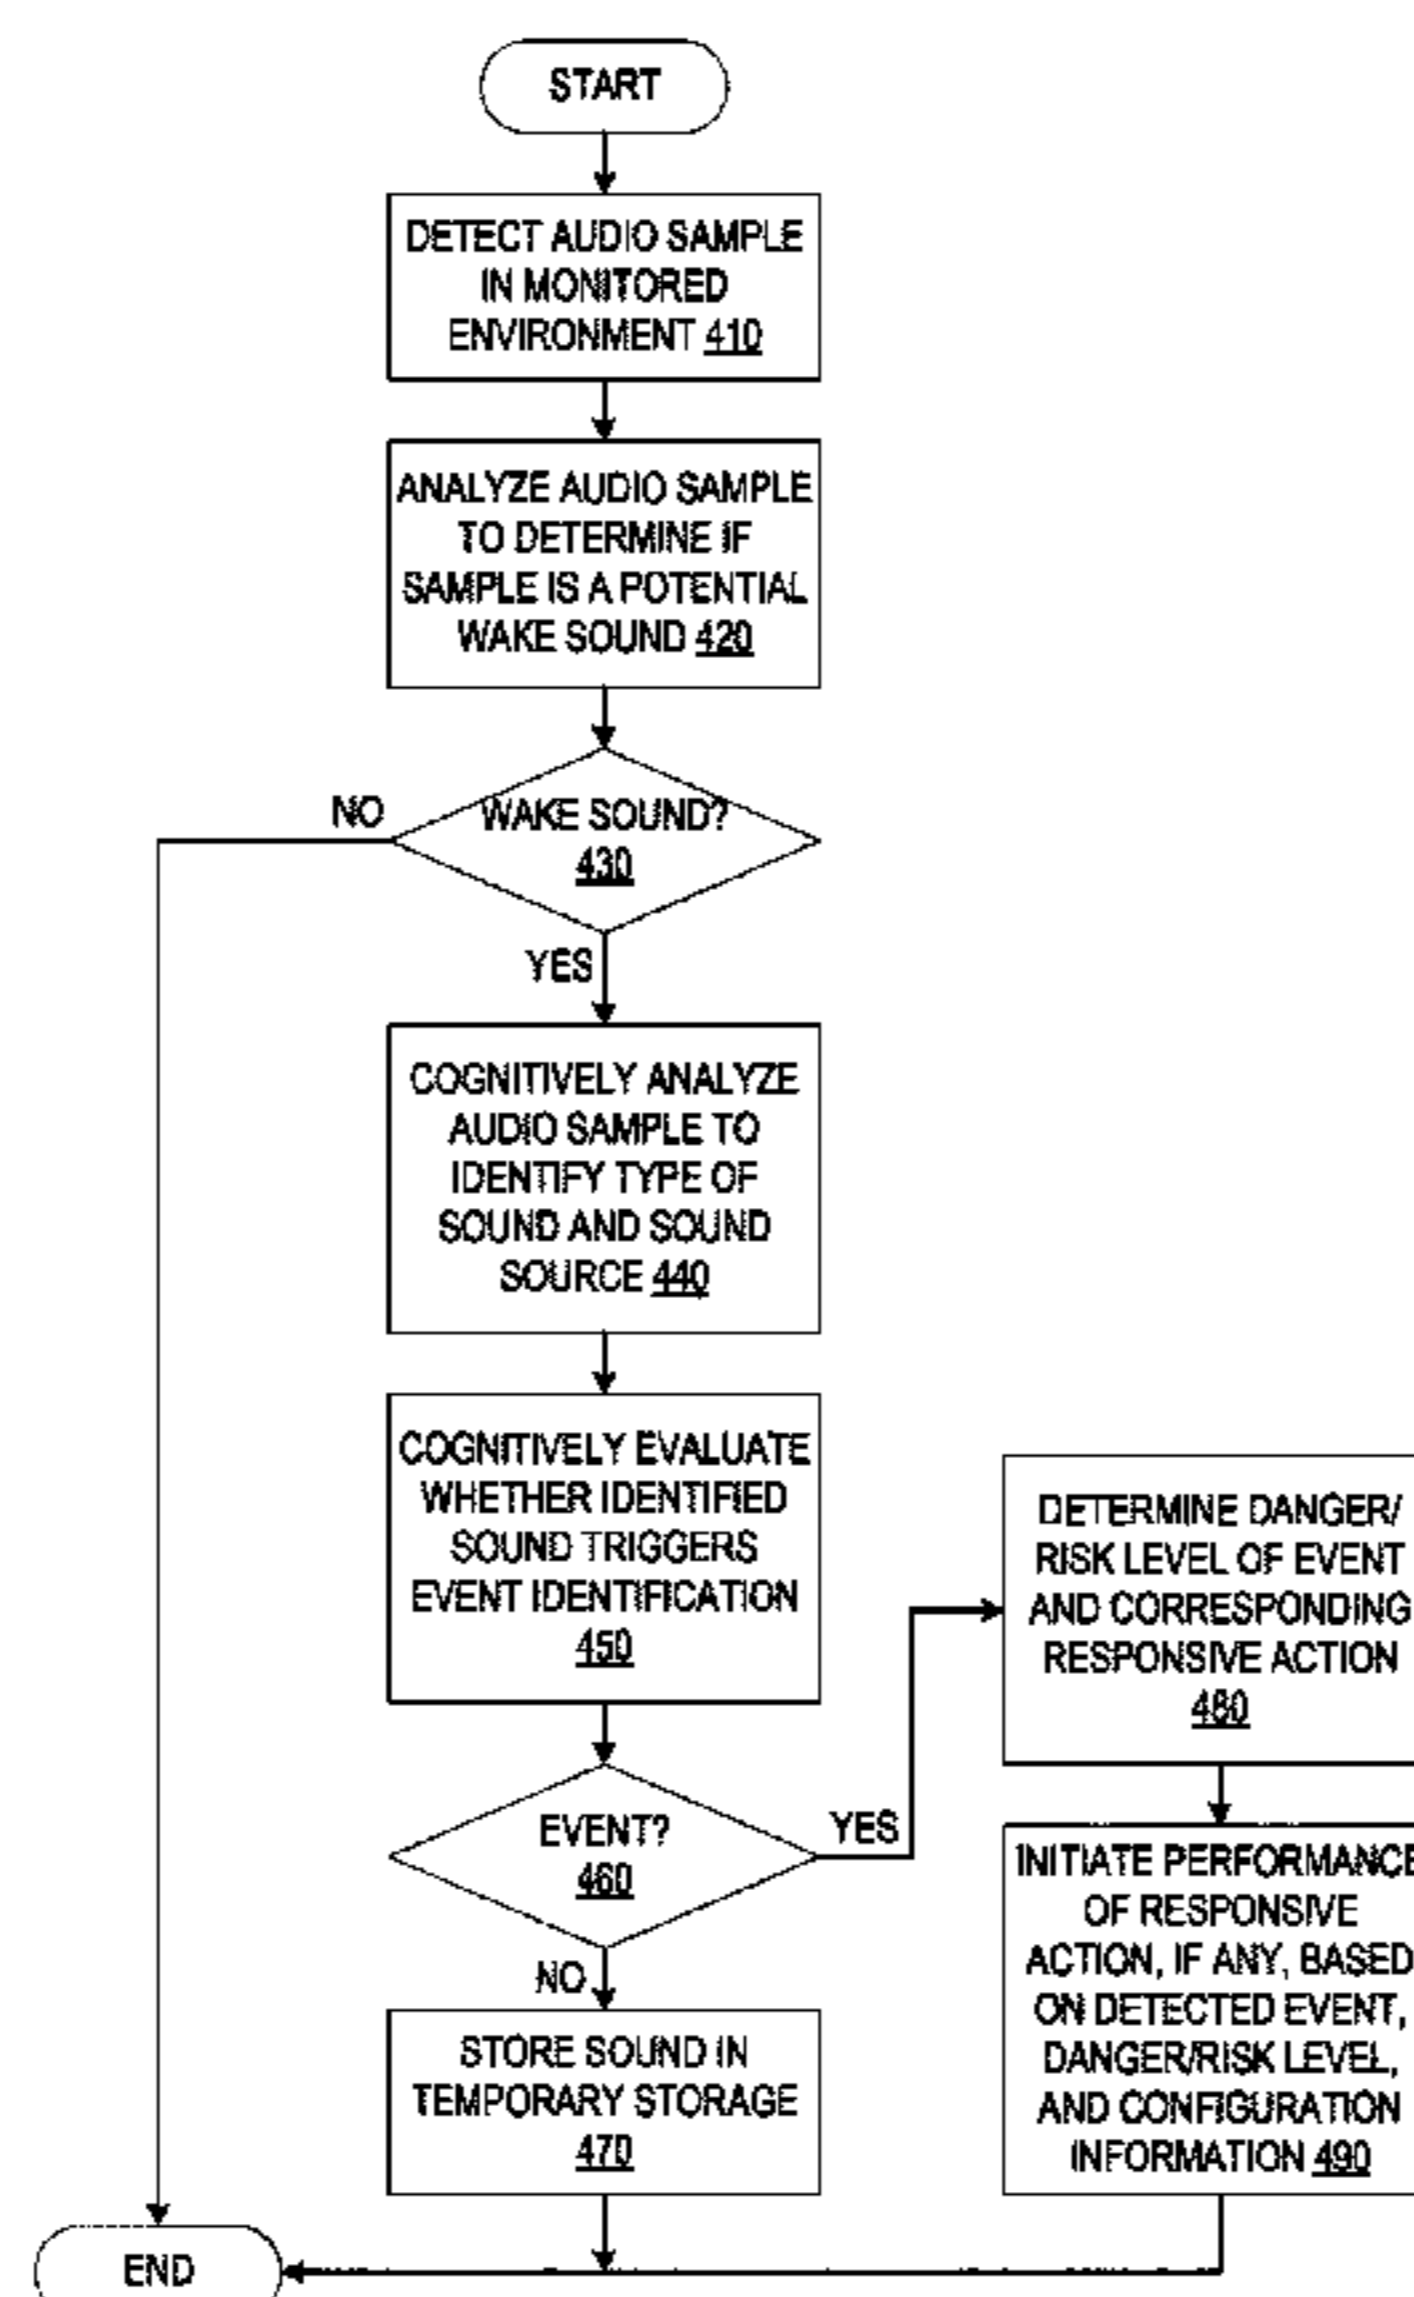 START
DETECT AUDIO SAMPLE
IN MONITORED
ENVIRONMENT 410
ANALYZE AUDIO SAMPLE
TO DETERMINE IF
SAMPLE IS A POTENTIAL
WAKE SOUND 420
NO
WAKE SOUND?
430
YES
COGNITIVELY ANALYZE
AUDIO SAMPLE TO
IDENTIFY TYPE OF
SOUND AND SOUND
SOURCE 440
COGNITIVELY EVALUATE
WHETHER IDENTIFIED
SOUND TRIGGERS
EVENT IDENTIFICATION
450
EVENT?
460
YES
NO
STORE SOUND IN
TEMPORARY STORAGE
470
DETERMINE DANGER/
RISK LEVEL OF EVENT
AND CORRESPONDING
RESPONSIVE ACTION
480
INITIATE PERFORMANCE
OF RESPONSIVE
ACTION, IF ANY, BASED
ON DETECTED EVENT,
DANGER/RISK LEVEL,
AND CONFIGURATION
INFORMATION 490
END